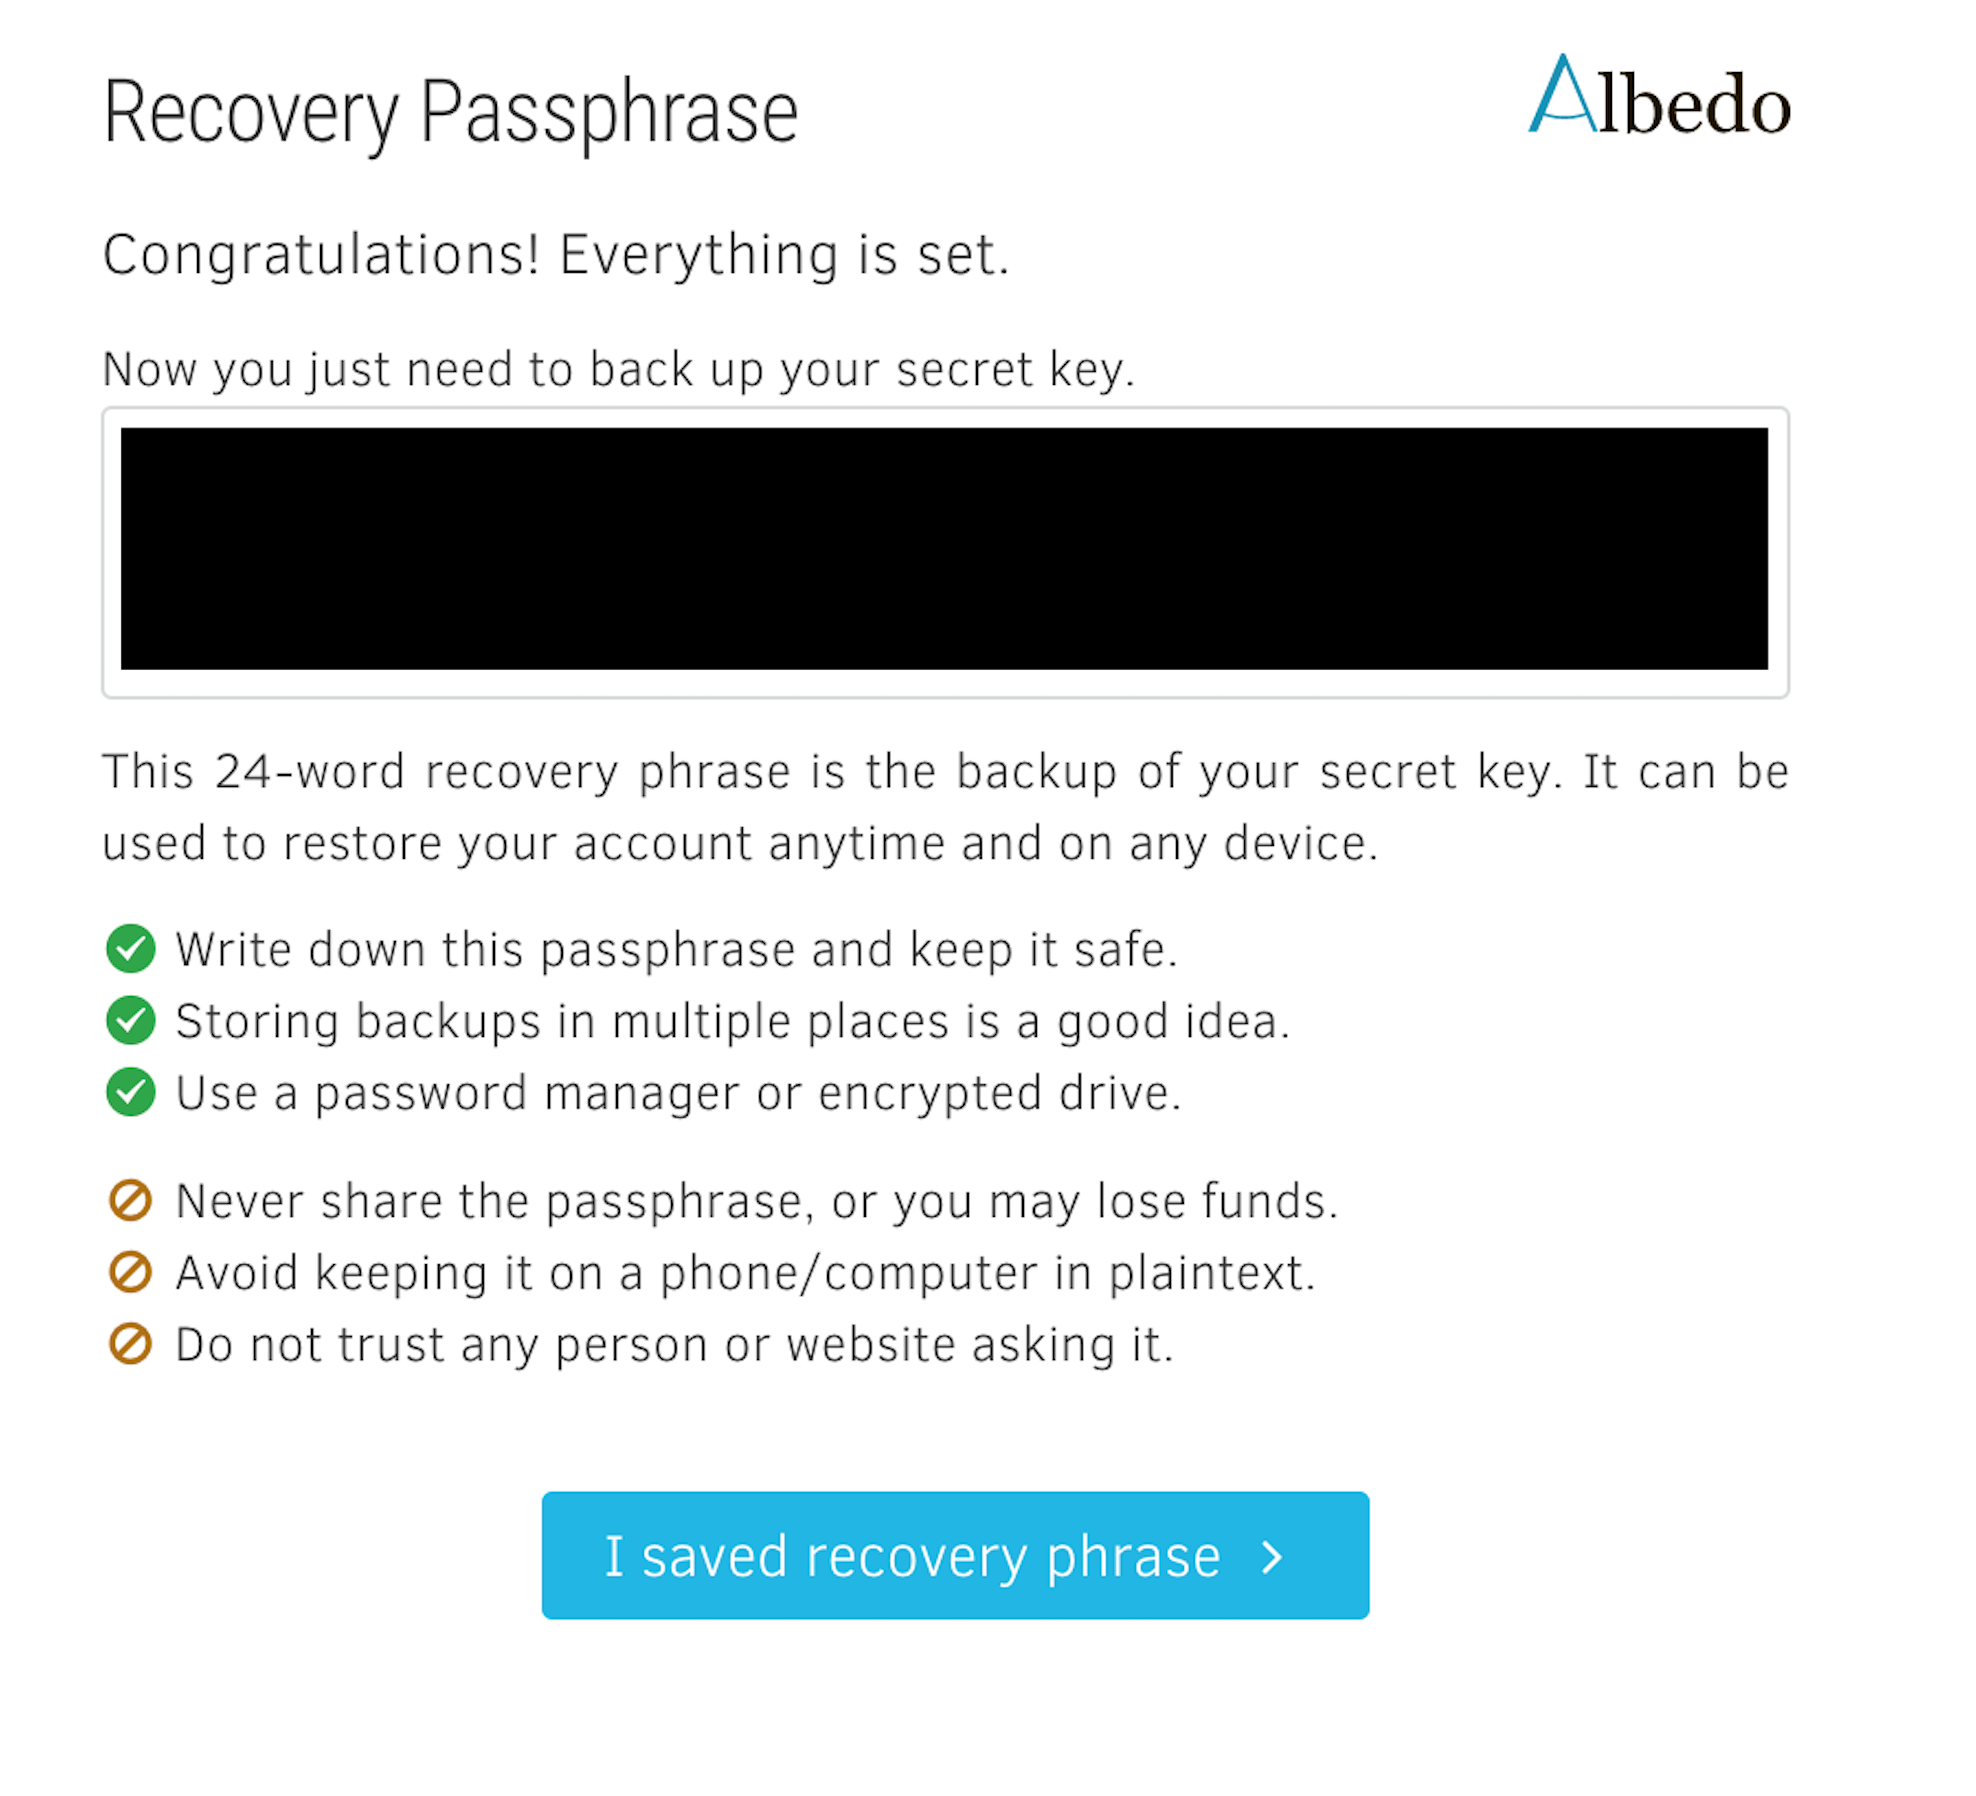 Recovery Passphrase
Albedo
Congratulations! Everything is set.
Now you just need to back up your secret key.
This 24-word recovery phrase is the backup of your secret key. It can be
used to restore your account anytime and on any device.
Write down this passphrase and keep it safe.
Storing backups in multiple places is a good idea.
Use a password manager or encrypted drive.
Never share the passphrase, or you may lose funds.
Avoid keeping it on a phone/computer in plaintext.
Do not trust any person or website asking it.
I saved recovery phrase